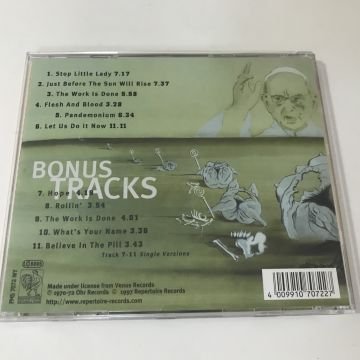 1. Stop Little Lady 7.17
2. Just Before The Sun Will Rise 7.37
3. The Work Is Done 5.58
4. Flesh And Blood 3.28
5. Pandemonium 8.34
6. Let Us Do It Now 11.11
BONUS
TRACKS
7. Hope 4.19
8. Rollin' 3.54
9. The Work Is Done 4.01
10. What's Your Name 3.30
11. Believe In The Pill 3.43
Track 7-11 Single Versions
Made under license from Venus Records
℗ 1970-72 Ohr Records © 1997 Repertoire Records
www.repertoire-records.com
4 009910 707227